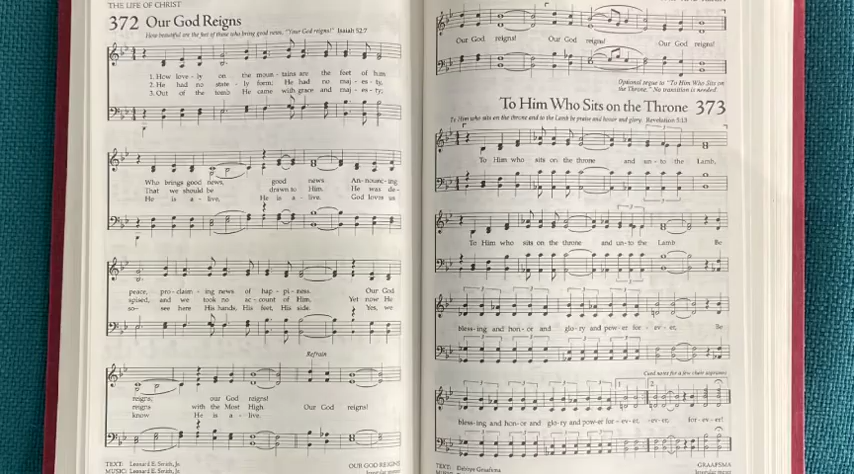 THE LIFE OF CHRIST
372 Our God Reigns
How beautiful are the feet of those who bring good news, "Your God reigns!" Isaiah 52:7
1. How love - ly on the moun - tains are the feet of him
2. He had no state - ly form; He had no maj - es - ty,
3. Out of the tomb He came with grace and maj - es - ty;
Who brings good news, good news, An - nounc - ing
That we should be drawn to Him. He was de-
He is a - live, He is a - live. God loves us
peace, pro - claim - ing news of hap - pi - ness. Our God
spised, and we took no ac - count of Him, Yet now He
so— see here His hands, His feet, His side. Yes, we
Refrain
reigns, our God reigns!
reigns with the Most High. Our God reigns!
know He is a - live.
TEXT: Leonard E. Smith, Jr.
MUSIC: Leonard E. Smith, Jr.
OUR GOD REIGNS
Irregular meter
Our God reigns! Our God reigns! Our God reigns!
Optional segue to "To Him Who Sits on
the Throne." No transition is needed.
To Him Who Sits on the Throne 373
To Him who sits on the throne and to the Lamb be praise and honor and glory. Revelation 5:13
To Him who sits on the throne and un - to the Lamb,
To Him who sits on the throne and un-to the Lamb Be
bless - ing and hon - or and glo - ry and pow - er for - ev - er, Be
Cued notes for a few choir sopranos
bless - ing and hon - or and glo - ry and pow-er for - ev - er, -ev - er, for - ev - er!
TEXT: Debbye Graafsma
GRAAFSMA